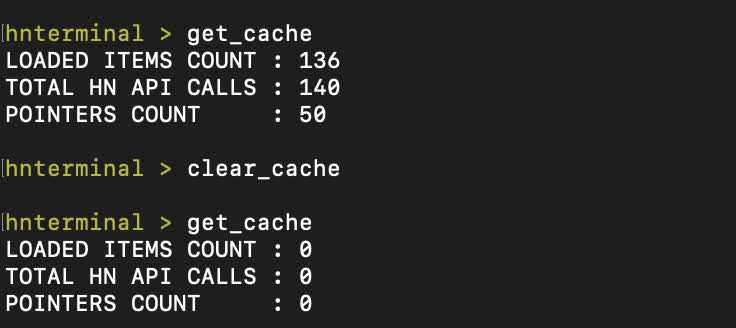 hnterminal > get_cache
LOADED ITEMS COUNT : 136
TOTAL HN API CALLS : 140
POINTERS COUNT     : 50
hnterminal > clear_cache
hnterminal > get_cache
LOADED ITEMS COUNT : 0
TOTAL HN API CALLS : 0
POINTERS COUNT     : 0